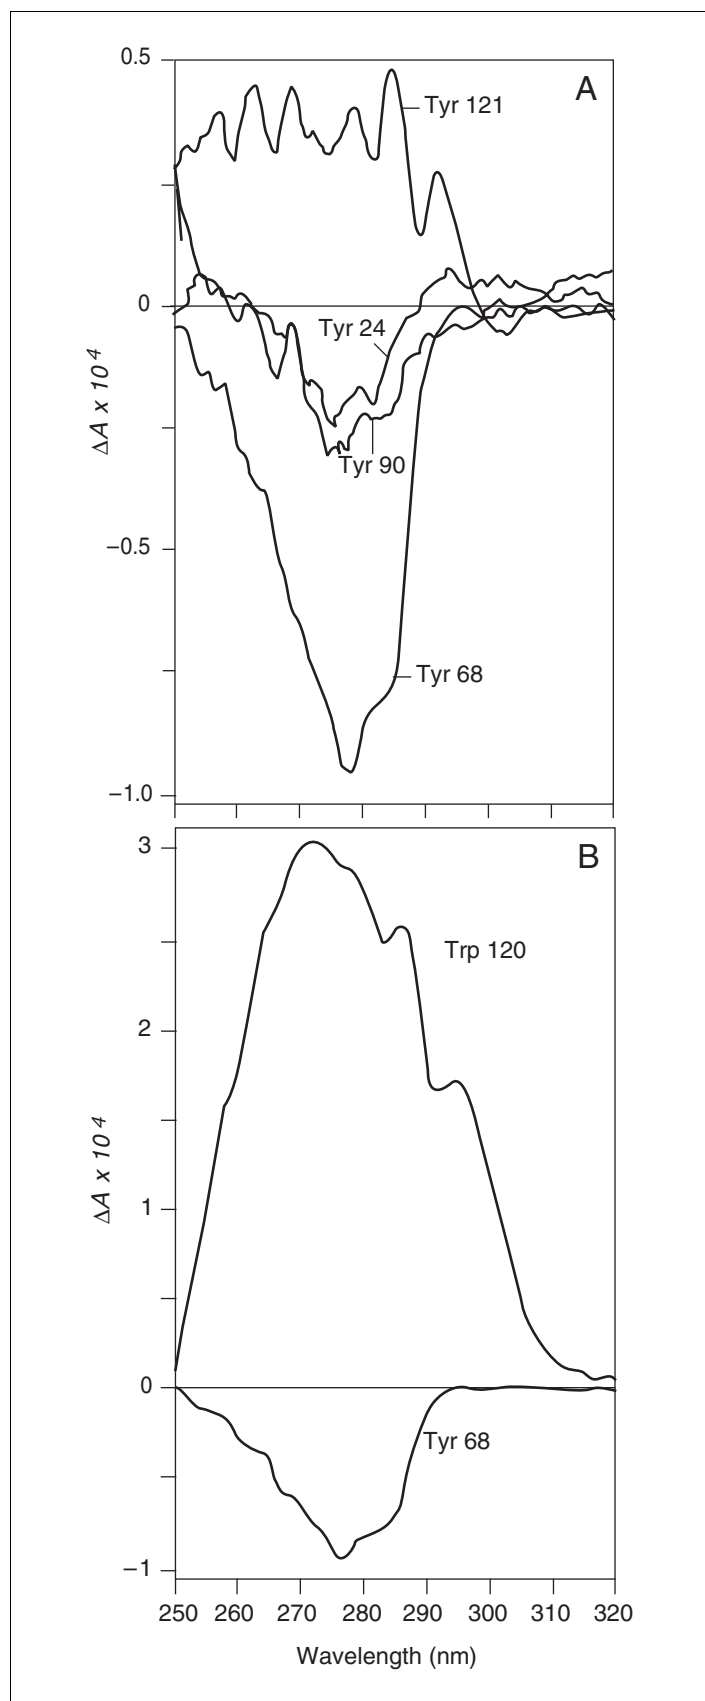 A
0.5
0
−0.5
−1.0
ΔA x 10⁴
Tyr 121
Tyr 24
Tyr 90
Tyr 68
B
3
2
1
0
−1
ΔA x 10⁴
Trp 120
Tyr 68
250 260 270 280 290 300 310 320
Wavelength (nm)